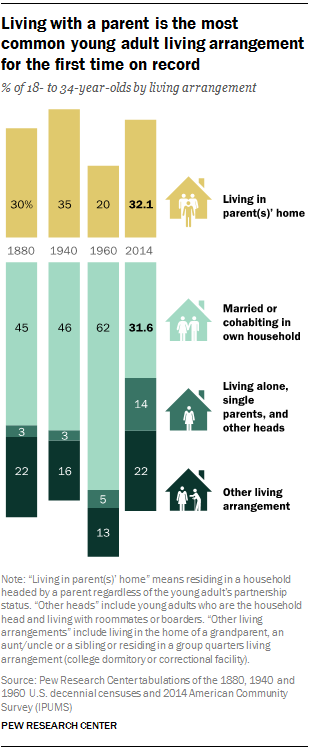 Living with a parent is the most
common young adult living arrangement
for the first time on record
% of 18- to 34-year-olds by living arrangement
30% 35 20 32.1
Living in
parent(s)' home
1880 1940 1960 2014
45 46 62 31.6
Married or
cohabiting in
own household
3 3 5 14
Living alone,
single
parents, and
other heads
22 16 13 22
Other living
arrangement
Note: "Living in parent(s)' home" means residing in a household
headed by a parent regardless of the young adult's partnership
status. "Other heads" include young adults who are the household
head and living with roommates or boarders. "Other living
arrangements" include living in the home of a grandparent, an
aunt/uncle or a sibling or residing in a group quarters living
arrangement (college dormitory or correctional facility).
Source: Pew Research Center tabulations of the 1880, 1940 and
1960 U.S. decennial censuses and 2014 American Community
Survey (IPUMS)
PEW RESEARCH CENTER